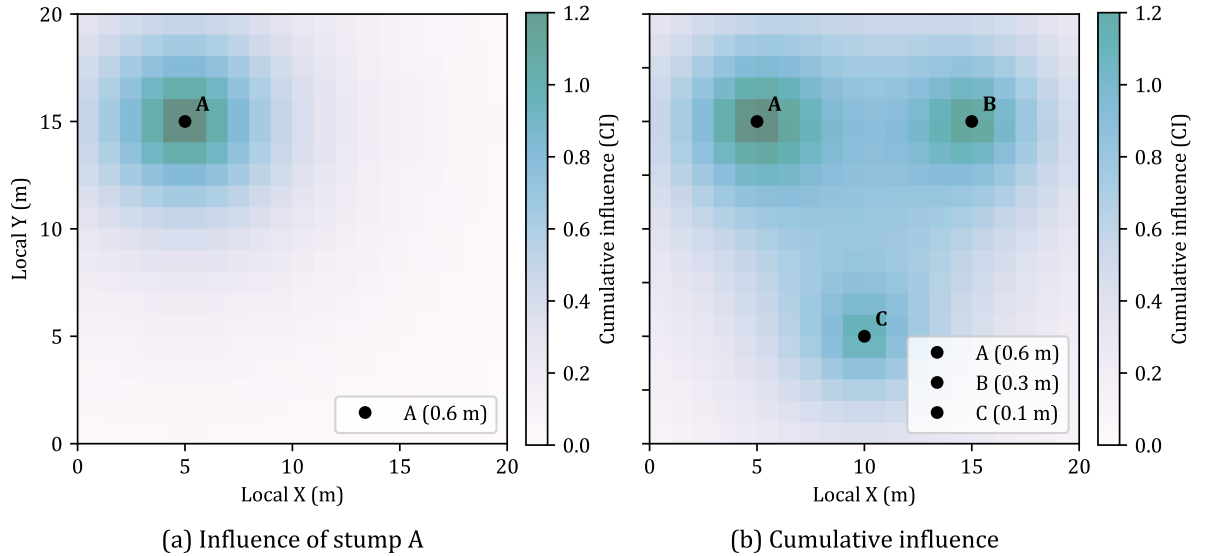 20
15
10
5
0
Local Y (m)
A
A (0.6 m)
0 5 10 15 20
Local X (m)
1.2
1.0
0.8
0.6
0.4
0.2
0.0
Cumulative influence (CI)
(a) Influence of stump A
A
B
C
A (0.6 m)
B (0.3 m)
C (0.1 m)
0 5 10 15 20
Local X (m)
1.2
1.0
0.8
0.6
0.4
0.2
0.0
Cumulative influence (CI)
(b) Cumulative influence